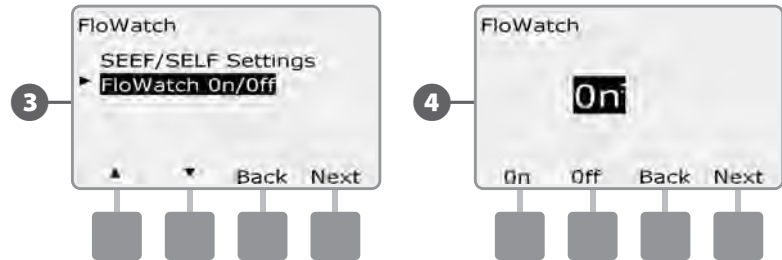 FloWatch
SEEF/SELF Settings
► FloWatch On/Off
▲ ▼ Back Next
3
FloWatch
On
On Off Back Next
4